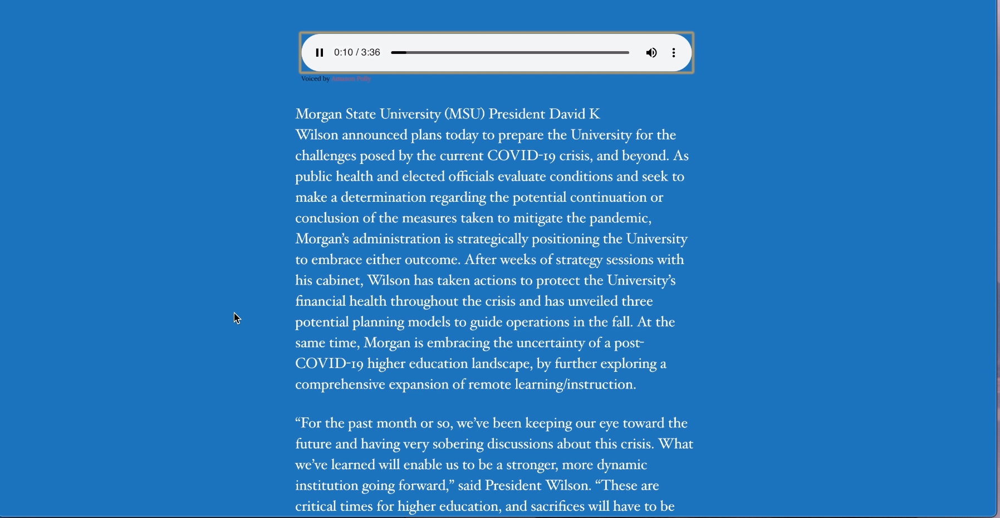 0:10 / 3:36
Voiced by Amazon Polly
Morgan State University (MSU) President David K
Wilson announced plans today to prepare the University for the
challenges posed by the current COVID-19 crisis, and beyond. As
public health and elected officials evaluate conditions and seek to
make a determination regarding the potential continuation or
conclusion of the measures taken to mitigate the pandemic,
Morgan’s administration is strategically positioning the University
to embrace either outcome. After weeks of strategy sessions with
his cabinet, Wilson has taken actions to protect the University’s
financial health throughout the crisis and has unveiled three
potential planning models to guide operations in the fall. At the
same time, Morgan is embracing the uncertainty of a post-
COVID-19 higher education landscape, by further exploring a
comprehensive expansion of remote learning/instruction.
“For the past month or so, we’ve been keeping our eye toward the
future and having very sobering discussions about this crisis. What
we’ve learned will enable us to be a stronger, more dynamic
institution going forward,” said President Wilson. “These are
critical times for higher education, and sacrifices will have to be